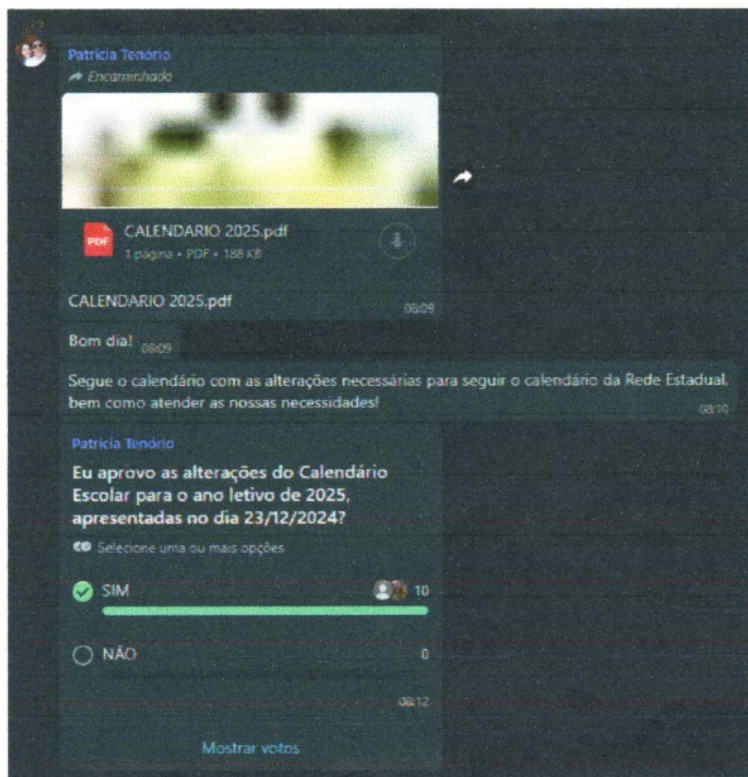 Patrícia Tenório
Encaminhado
PDF
CALENDARIO 2025.pdf
1 página • PDF • 188 KB
CALENDARIO 2025.pdf
08:09
Bom dia! 08:09
Segue o calendário com as alterações necessárias para seguir o calendário da Rede Estadual,
bem como atender as nossas necessidades!
08:10
Patrícia Tenório
Eu aprovo as alterações do Calendário
Escolar para o ano letivo de 2025,
apresentadas no dia 23/12/2024?
Selecione uma ou mais opções
SIM 10
NÃO 0
08:12
Mostrar votos